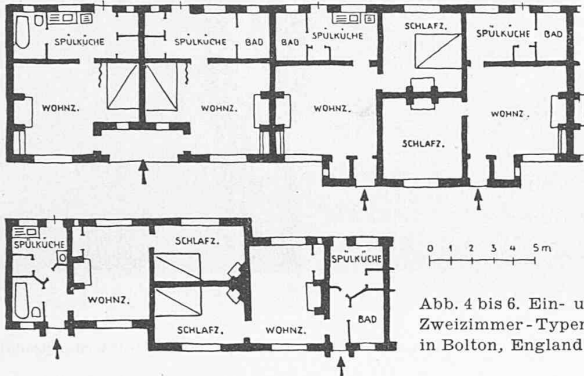 SPÜLKÜCHE
SPÜLKÜCHE
BAD
BAD
SPÜLKÜCHE
SCHLAFZ.
SPÜLKÜCHE
BAD
WOHNZ.
WOHNZ.
WOHNZ.
WOHNZ.
SCHLAFZ.
SPÜLKÜCHE
SCHLAFZ.
SPÜLKÜCHE
WOHNZ.
SCHLAFZ.
WOHNZ.
BAD
0 1 2 3 4 5m
Abb. 4 bis 6. Ein- u
Zweizimmer-Typen
in Bolton, England